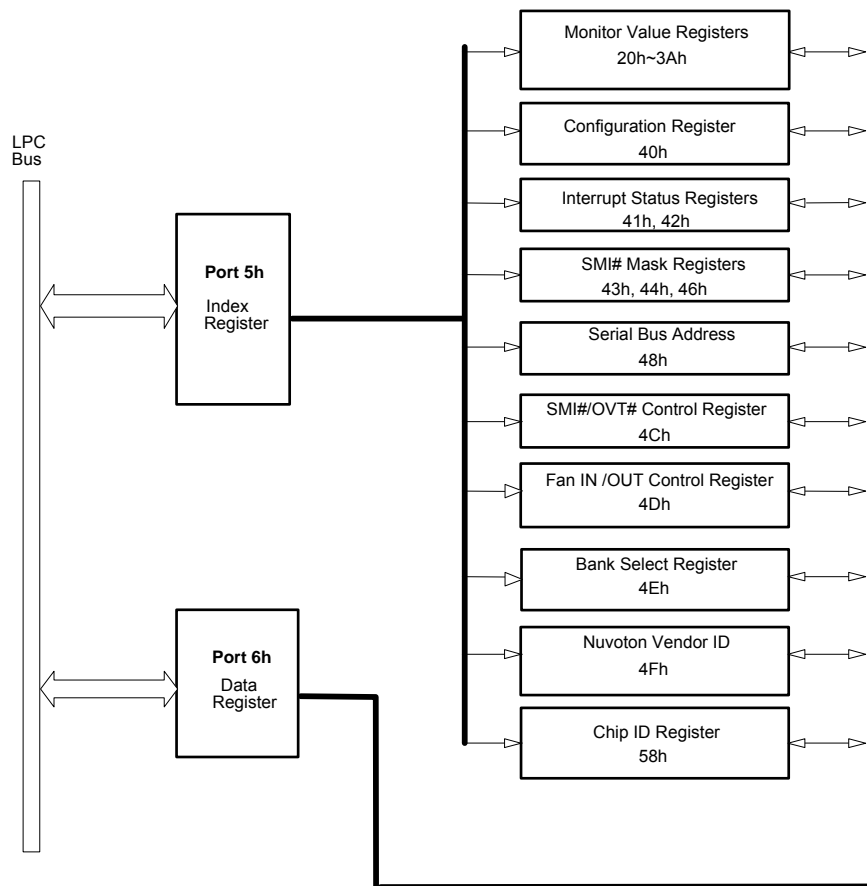 LPC
Bus
Port 5h
Index
Register
Port 6h
Data
Register
Monitor Value Registers
20h~3Ah
Configuration Register
40h
Interrupt Status Registers
41h, 42h
SMI# Mask Registers
43h, 44h, 46h
Serial Bus Address
48h
SMI#/OVT# Control Register
4Ch
Fan IN /OUT Control Register
4Dh
Bank Select Register
4Eh
Nuvoton Vendor ID
4Fh
Chip ID Register
58h